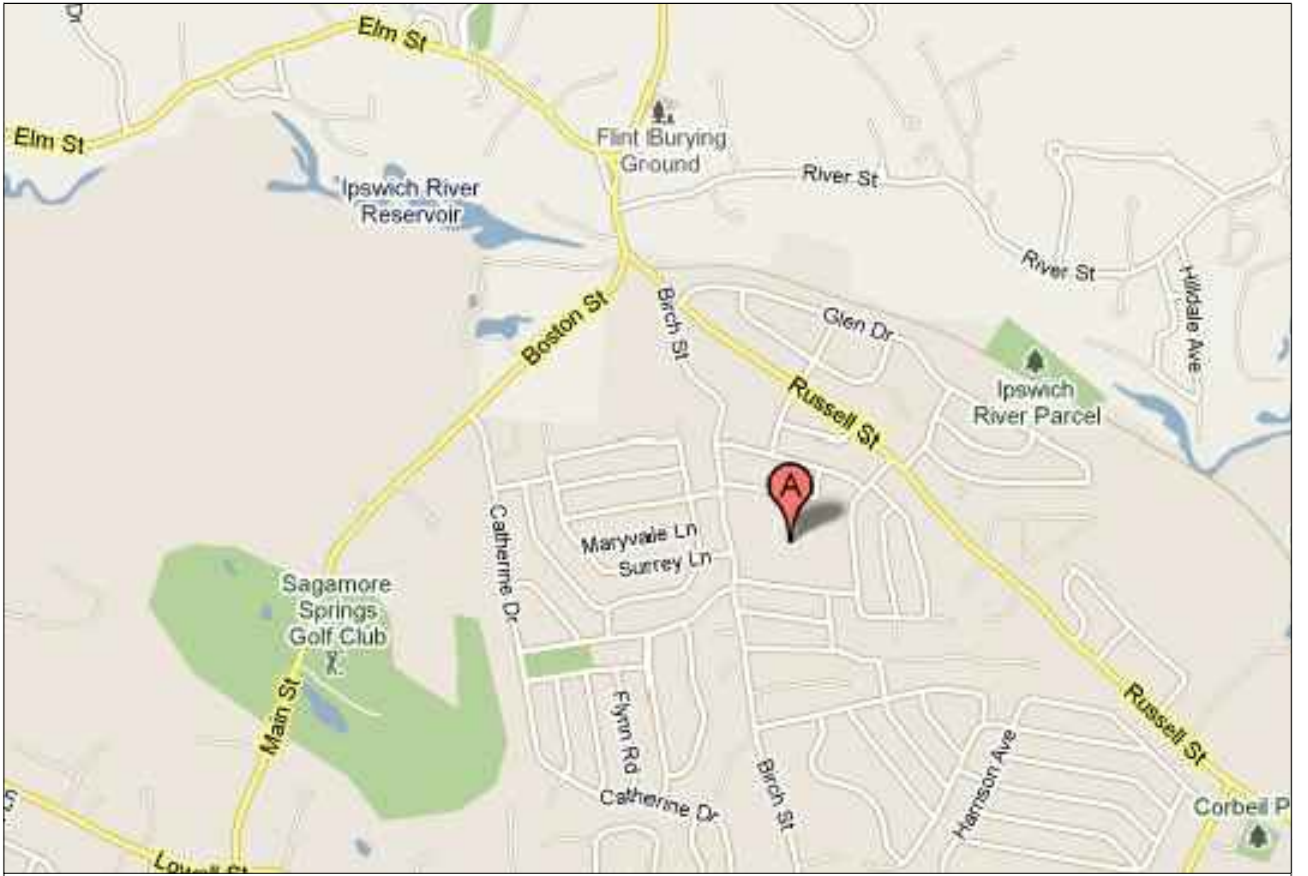 Dr
Elm St
Elm St
Flint Burying
Ground
River St
Ipswich River
Reservoir
River St
Hilldale Ave
Birch St
Boston St
Glen Dr
Russell St
Ipswich
River Parcel
A
Maryvale Ln
Surrey Ln
Catherine Dr
Sagamore
Springs
Golf Club
Main St
Flynn Rd
Russell St
Birch St
Harrison Ave
Catherine Dr
Corbeil P
Lowell St